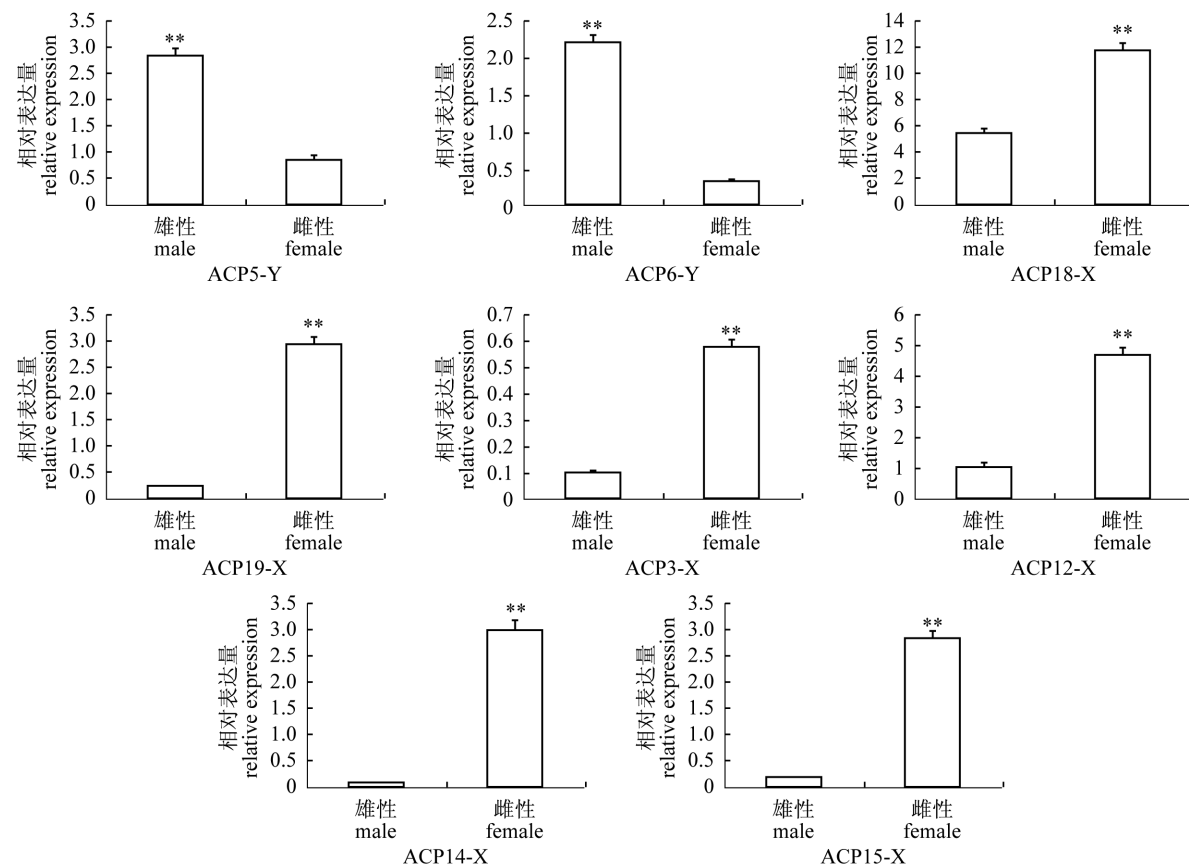 相对表达量
relative expression
3.5
3.0
2.5
2.0
1.5
1.0
0.5
0
**
雄性
male
雌性
female
ACP5-Y
相对表达量
relative expression
2.5
2.0
2.5
1.0
0.5
0
**
雄性
male
雌性
female
ACP6-Y
相对表达量
relative expression
14
12
10
8
6
4
2
0
**
雄性
male
雌性
female
ACP18-X
相对表达量
relative expression
3.5
3.0
2.5
2.0
1.5
1.0
0.5
0
**
雄性
male
雌性
female
ACP19-X
相对表达量
relative expression
0.7
0.6
0.5
0.4
0.3
0.2
0.1
0
**
雄性
male
雌性
female
ACP3-X
相对表达量
relative expression
6
5
4
3
2
1
0
**
雄性
male
雌性
female
ACP12-X
相对表达量
relative expression
3.5
3.0
2.5
2.0
1.5
1.0
0.5
0
**
雄性
male
雌性
female
ACP14-X
相对表达量
relative expression
3.5
3.0
2.5
2.0
1.5
1.0
0.5
0
**
雄性
male
雌性
female
ACP15-X